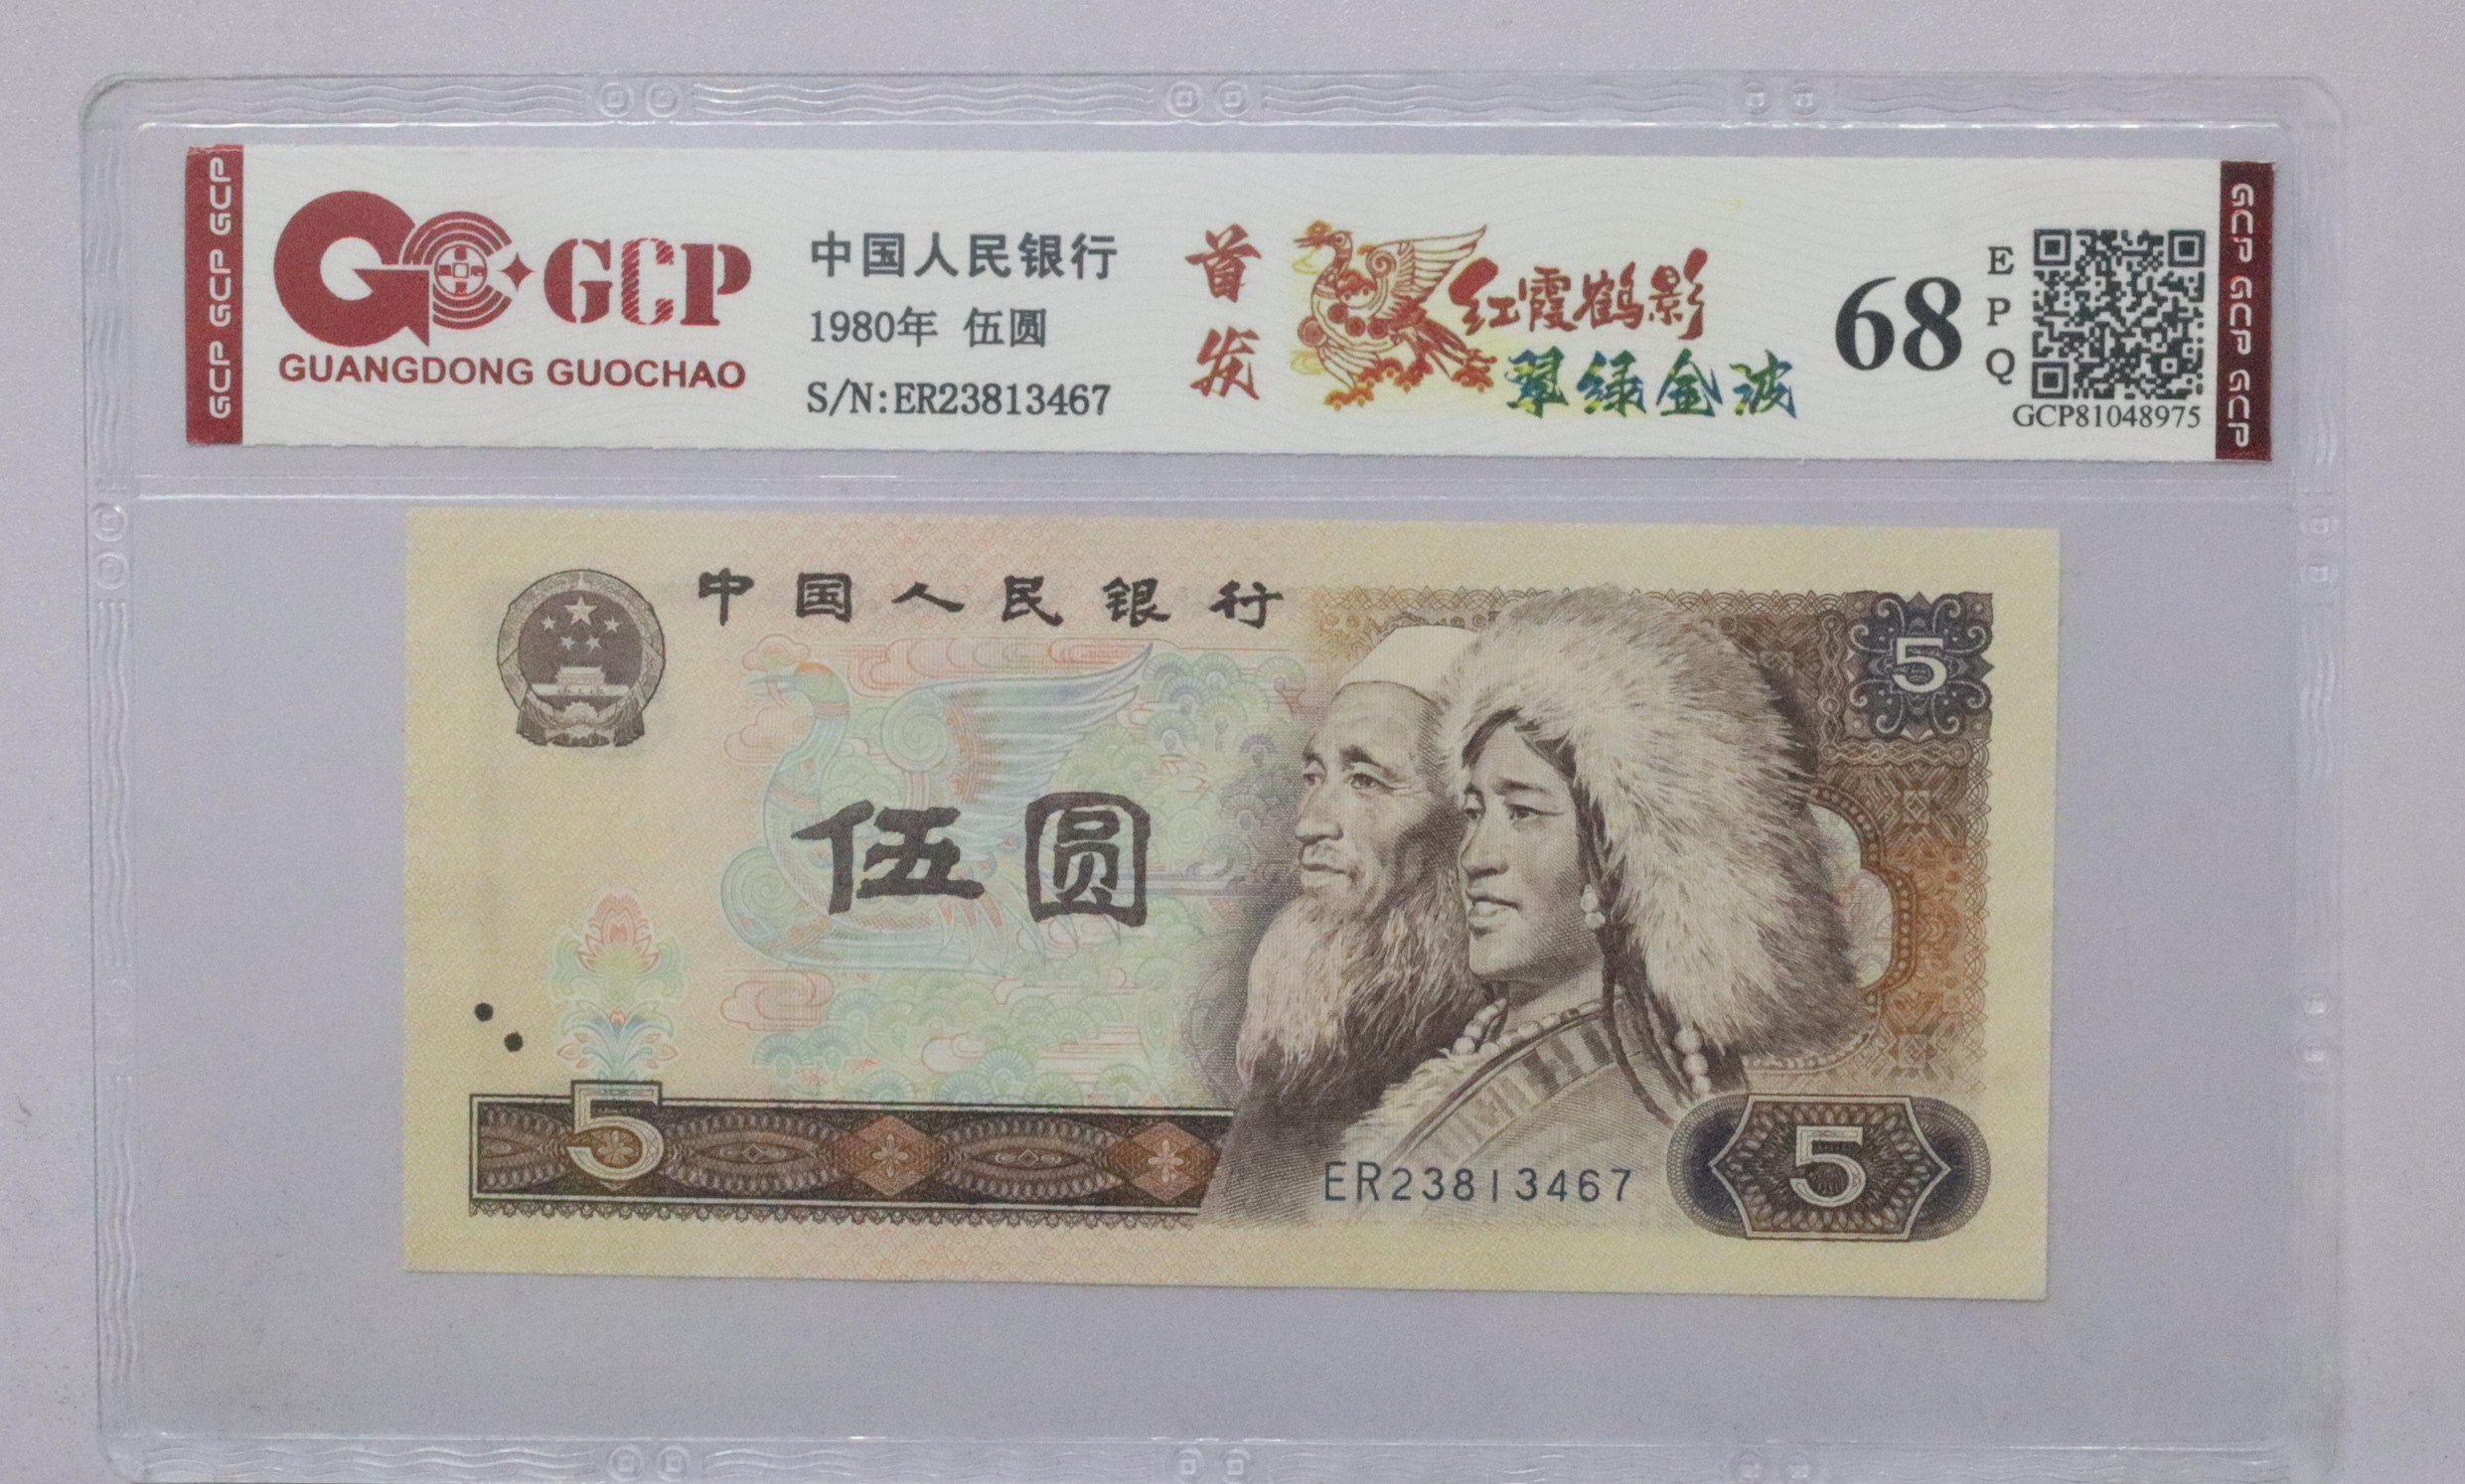 GCP GCP GCP
GCP
GUANGDONG GUOCHAO
中国人民银行
1980年 伍圆
S/N:ER23813467
首发
红霞鹤影
翠绿金波
68
EPQ
GCP81048975
GCP GCP GCP
中国人民银行
5
伍圆
5
ER23813467
5